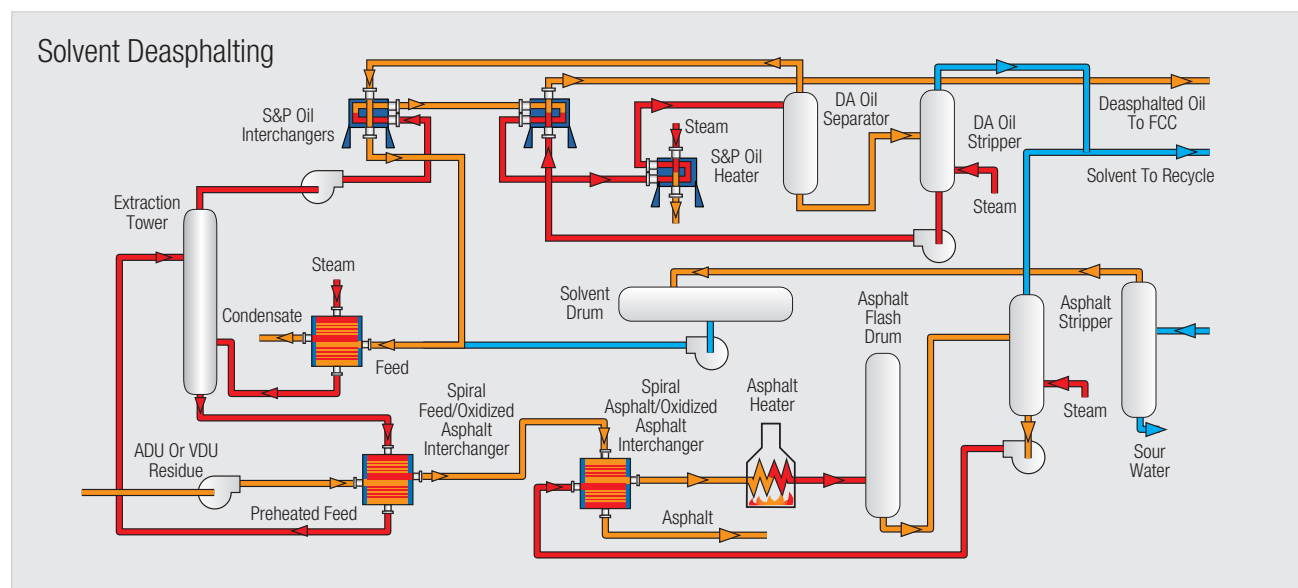 Solvent Deasphalting
S&P Oil
Interchangers
Steam
S&P Oil
Heater
DA Oil
Separator
DA Oil
Stripper
Deasphalted Oil
To FCC
Solvent To Recycle
Steam
Extraction
Tower
Steam
Condensate
Feed
Solvent
Drum
Asphalt
Flash
Drum
Asphalt
Stripper
Steam
Sour
Water
Spiral
Feed/Oxidized
Asphalt
Interchanger
Spiral
Asphalt/Oxidized
Asphalt
Interchanger
Asphalt
Heater
ADU Or VDU
Residue
Preheated Feed
Asphalt